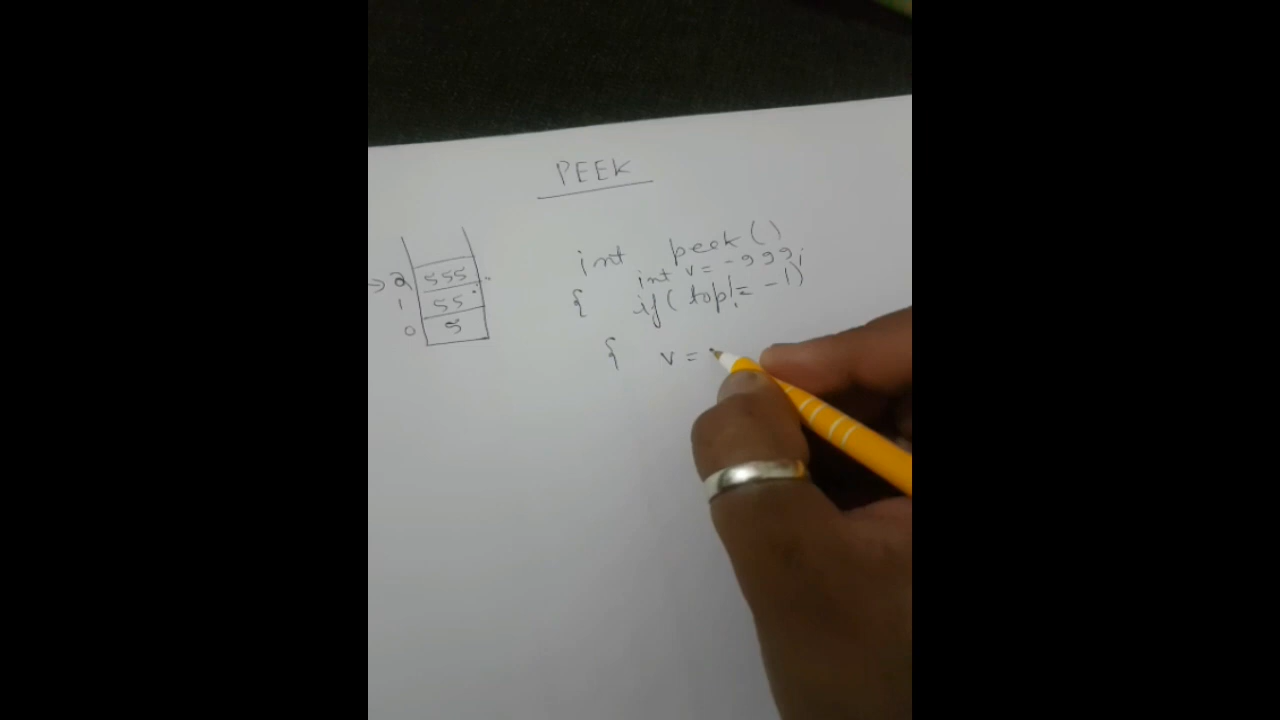 PEEK
int peek()
int v= -999;
{ if( top!= -1)
{ v=
2 555
1 55
0 5